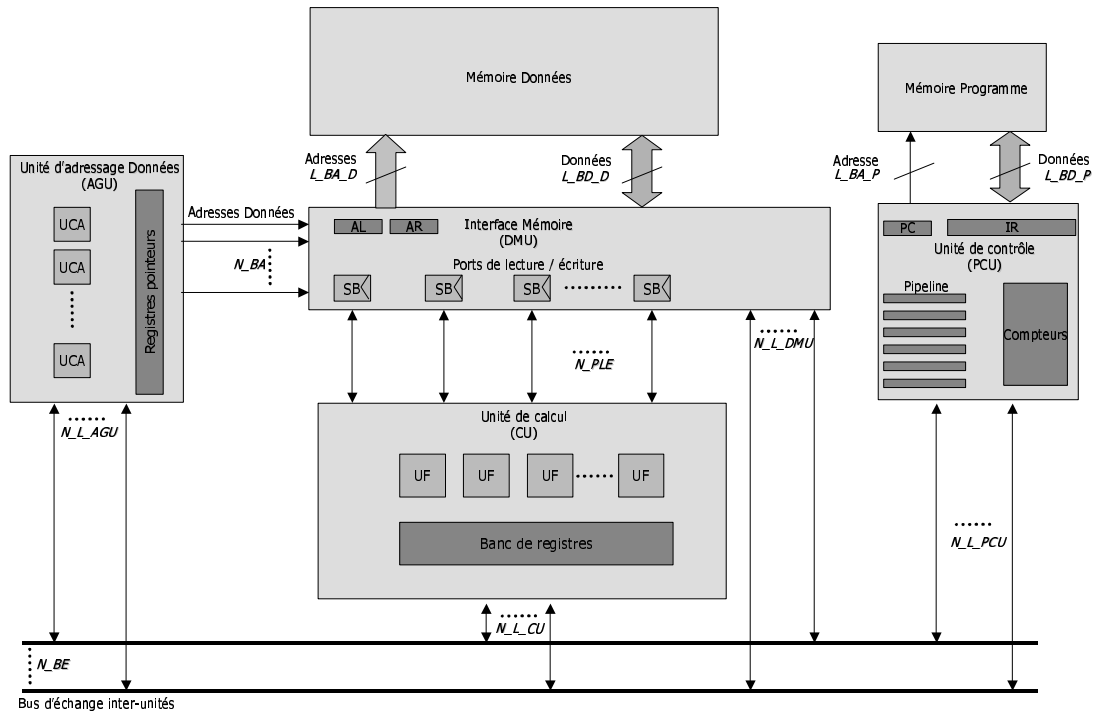 Mémoire Données
Mémoire Programme
Adresses
L_BA_D
Données
L_BD_D
Adresse
L_BA_P
Données
L_BD_P
Unité d'adressage Données
(AGU)
UCA
UCA
UCA
Registres pointeurs
Adresses Données
N_BA
AL
AR
Interface Mémoire
(DMU)
Ports de lecture / écriture
SB
SB
SB
SB
PC
IR
Unité de contrôle
(PCU)
Pipeline
Compteurs
N_PLE
N_L_DMU
N_L_AGU
Unité de calcul
(CU)
UF
UF
UF
UF
Banc de registres
N_L_PCU
N_L_CU
N_BE
Bus d'échange inter-unités